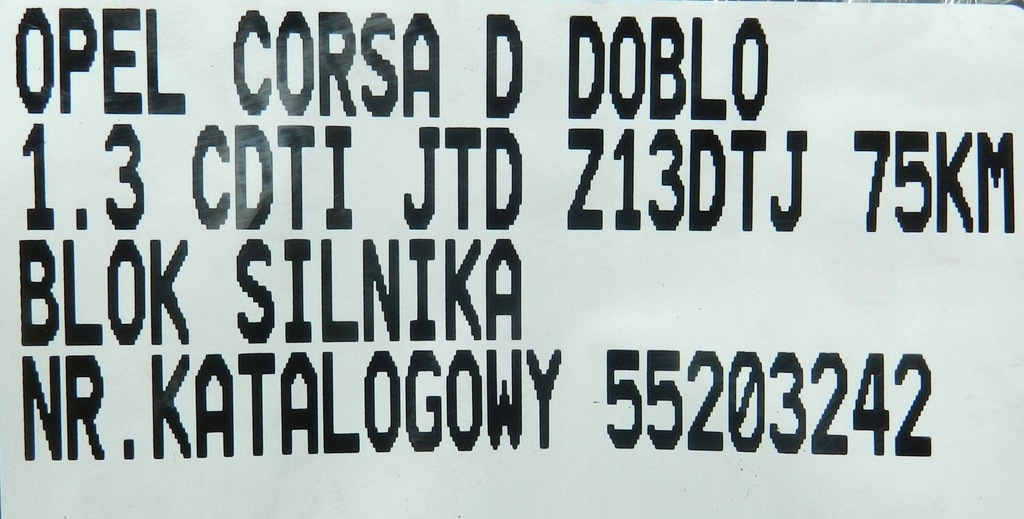 OPEL CORSA D DOBLO
1.3 CDTI JTD Z13DTJ 75KM
BLOK SILNIKA
NR.KATALOGOWY 55203242